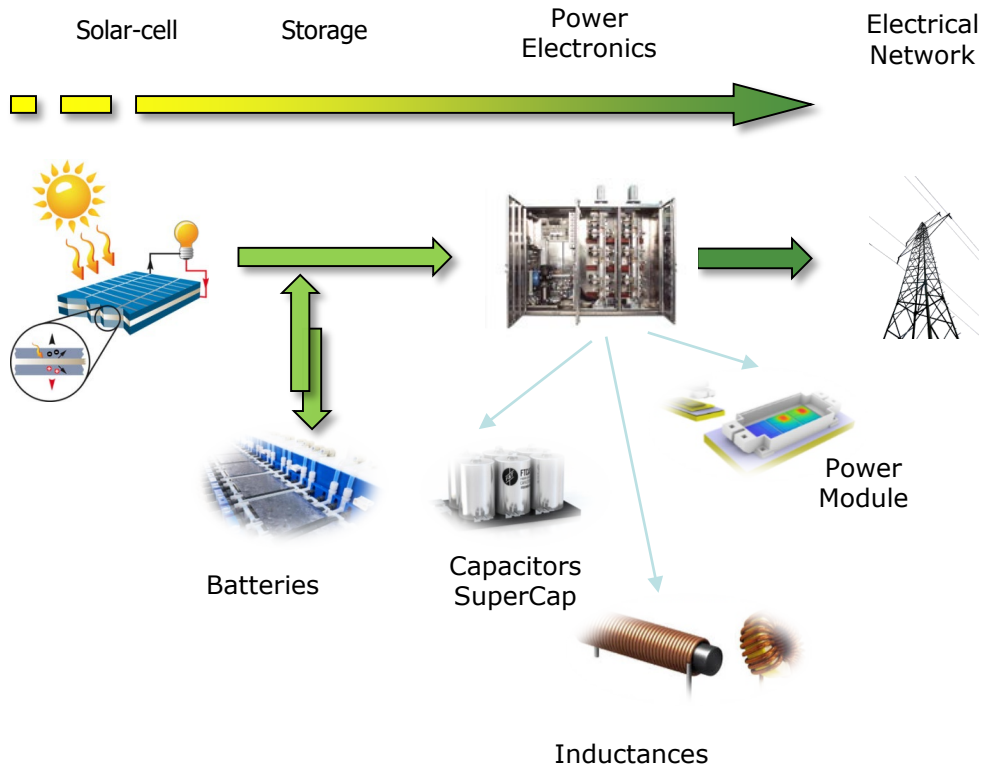 Solar-cell
Storage
Power
Electronics
Electrical
Network
Power
Module
Batteries
Capacitors
SuperCap
Inductances